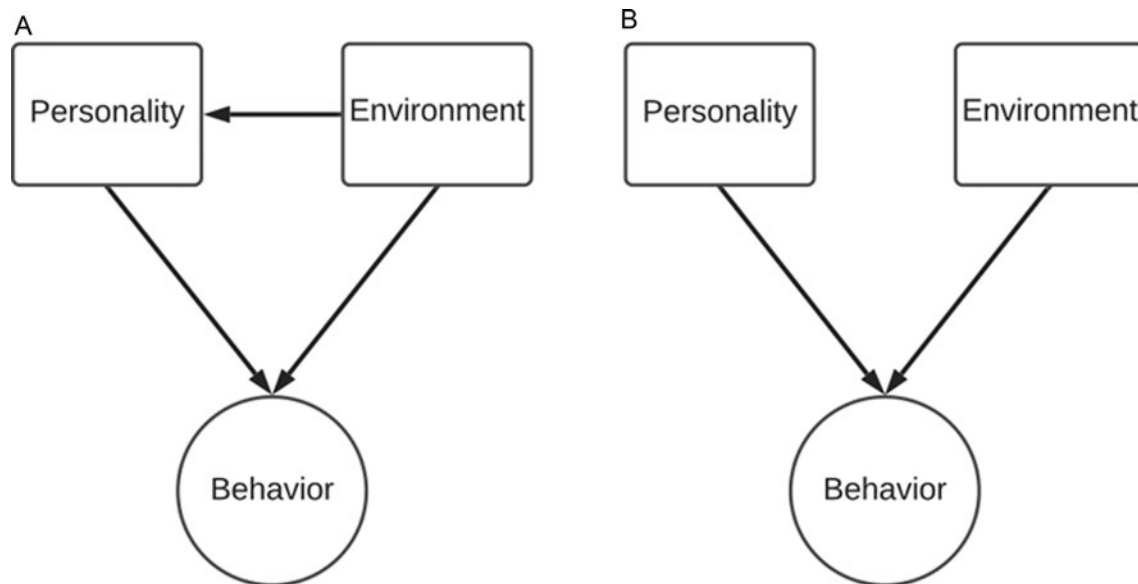 A
Personality
Environment
Behavior
B
Personality
Environment
Behavior